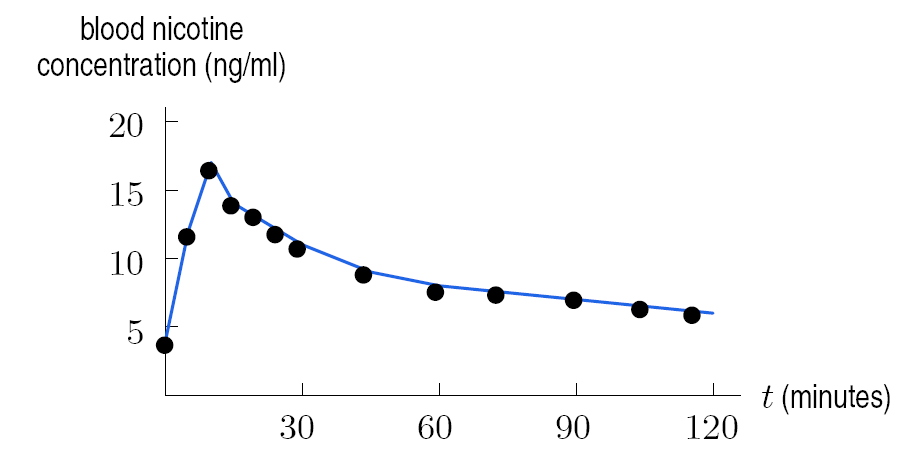 blood nicotine
concentration (ng/ml)
20
15
10
5
30 60 90 120 t (minutes)